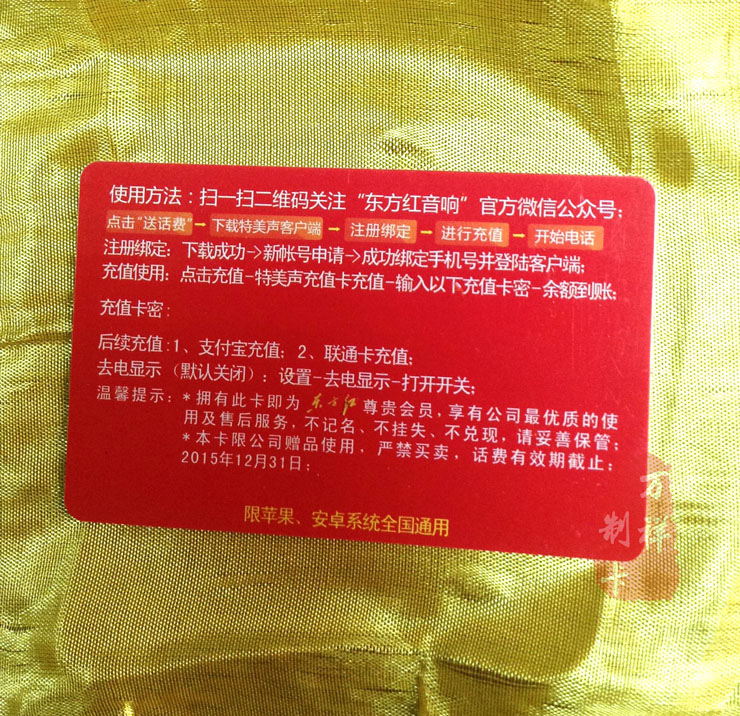 使用方法：扫一扫二维码关注“东方红音响”官方微信公众号；
点击“送话费”→下载特美声客户端→注册绑定→进行充值→开始电话
注册绑定：下载成功->新帐号申请->成功绑定手机号并登陆客户端；
充值使用：点击充值-特美声充值卡充值-输入以下充值卡密-余额到账；
充值卡密：
后续充值：1、支付宝充值；2、联通卡充值；
去电显示（默认关闭）：设置-去电显示-打开开关；
温馨提示：*拥有此卡即为东方红尊贵会员，享有公司最优质的使
用及售后服务，不记名、不挂失、不兑现，请妥善保管；
*本卡限公司赠品使用，严禁买卖，话费有效期截止：
2015年12月31日；
限苹果、安卓系统全国通用
万祥
制卡